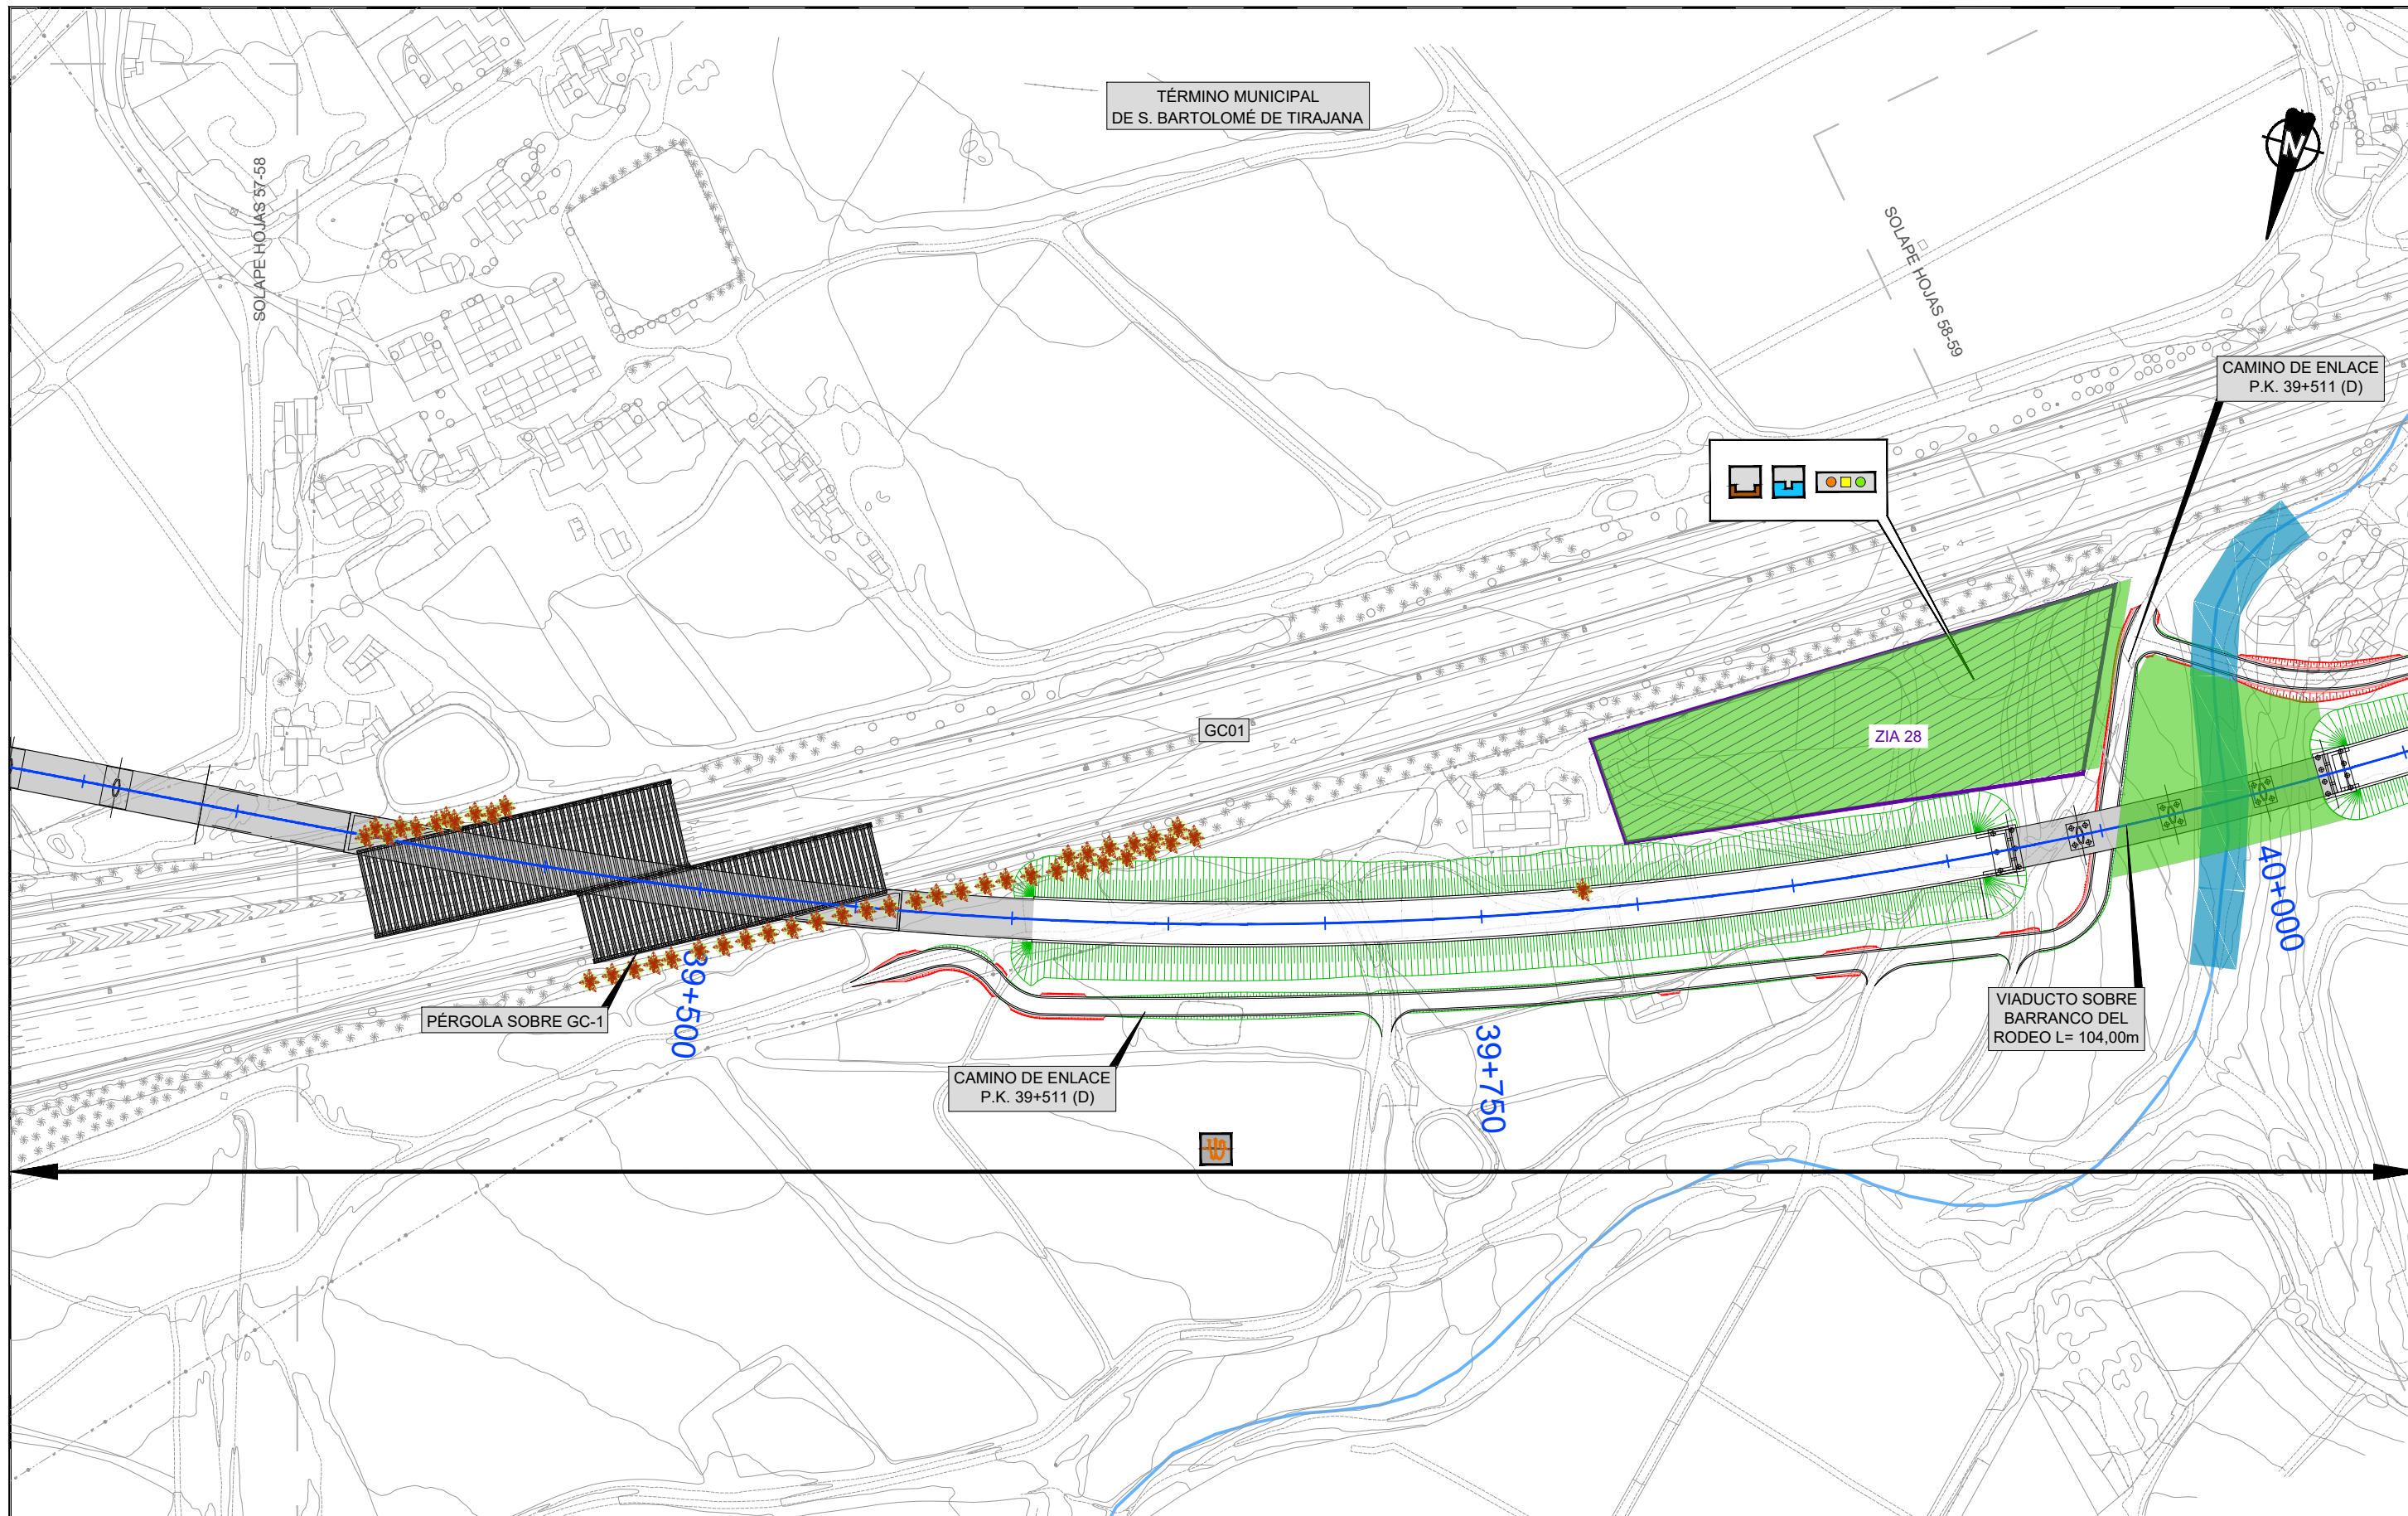 TÉRMINO MUNICIPAL
DE S. BARTOLOMÉ DE TIRAJANA
N
SOLAPE HOJAS 57-58
SOLAPE HOJAS 58-59
CAMINO DE ENLACE
P.K. 39+511 (D)
GC01
ZIA 28
40+000
39+500
PÉRGOLA SOBRE GC-1
VIADUCTO SOBRE
BARRANCO DEL
RODEO L= 104,00m
39+750
CAMINO DE ENLACE
P.K. 39+511 (D)